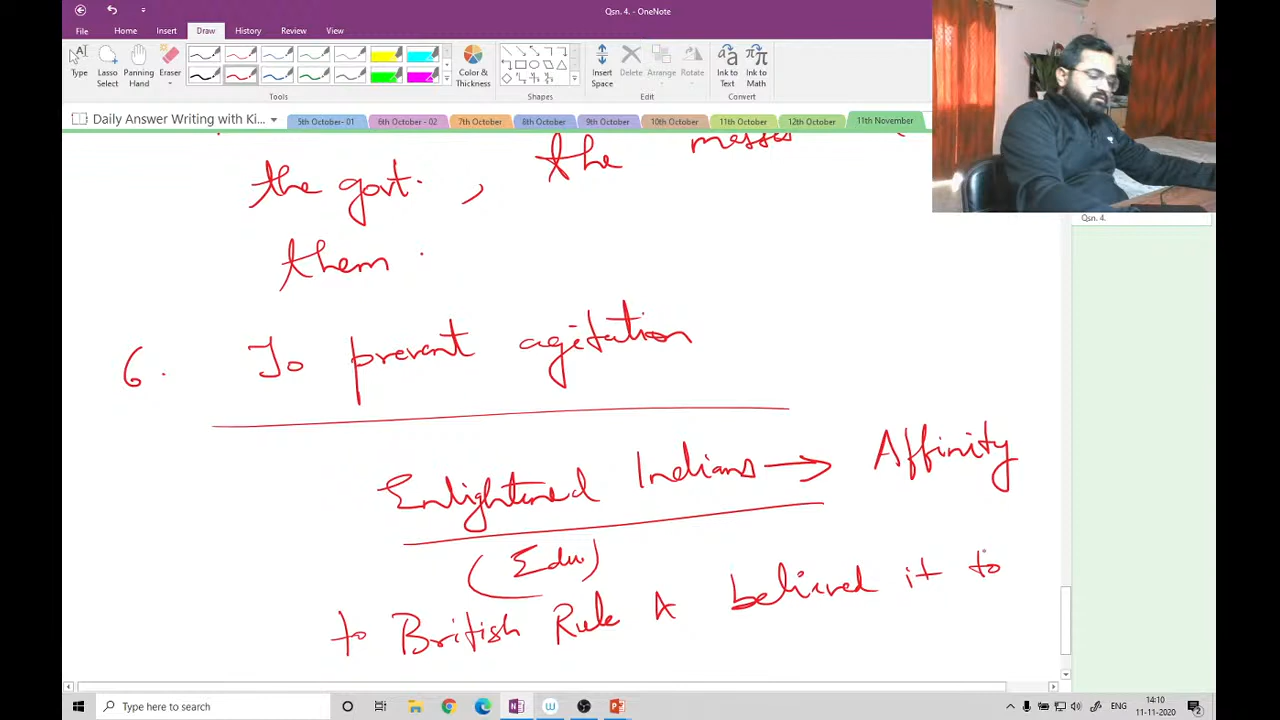 Qsn. 4. - OneNote
File Home Insert Draw History Review View
Type Lasso Select Panning Hand Eraser Color & Thickness Insert Space Delete Arrange Rotate Ink to Text Ink to Math
Tools Shapes Edit Convert
Daily Answer Writing with Ki... 5th October- 01 6th October - 02 7th October 8th October 9th October 10th October 11th October 12th October 11th November
Qsn. 4.
the messes
the govt. ,
them .
6. To prevent agitation
Enlightened Indians → Affinity
(Edu.)
to British Rule & believed it to
Type here to search
14:10
11-11-2020
2